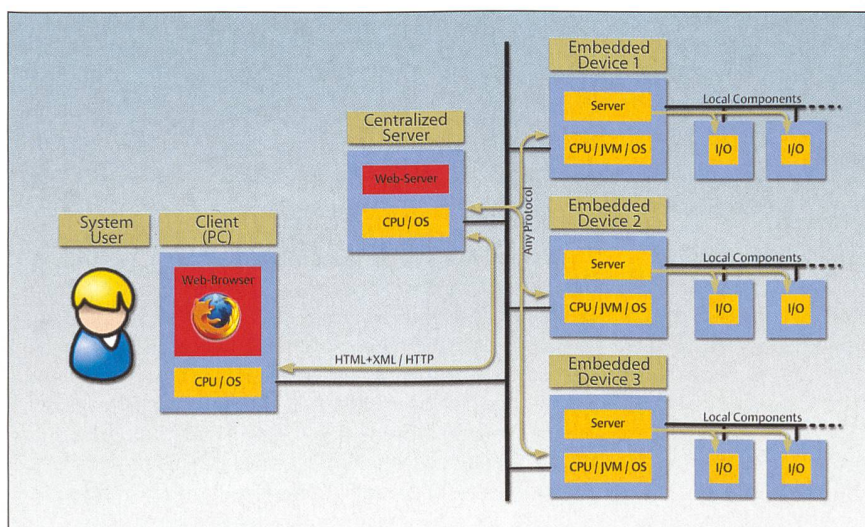 System
User
Client
(PC)
Web-Browser
CPU / OS
HTML+XML / HTTP
Centralized
Server
Web-Server
CPU / OS
Any Protocol
Embedded
Device 1
Server
CPU / JVM / OS
Local Components
I/O
I/O
Embedded
Device 2
Server
CPU / JVM / OS
Local Components
I/O
I/O
Embedded
Device 3
Server
CPU / JVM / OS
Local Components
I/O
I/O